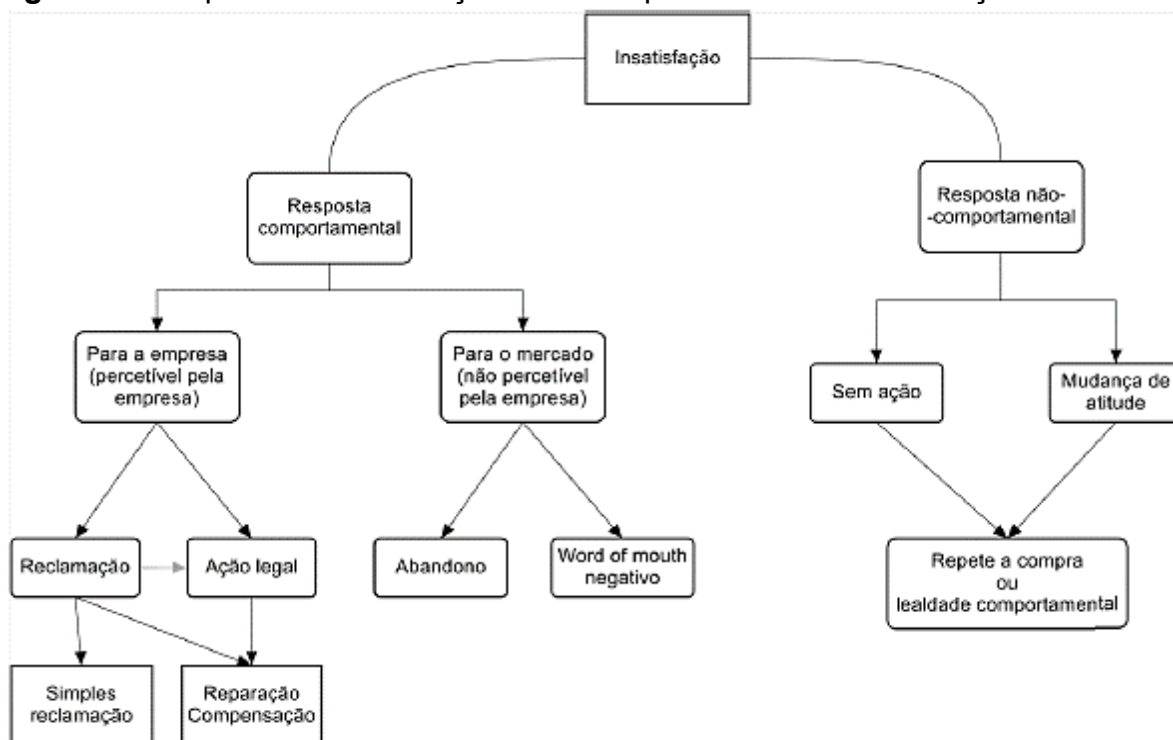 Insatisfação
Resposta
comportamental
Resposta não-
-comportamental
Para a empresa
(percetível pela
empresa)
Para o mercado
(não percetível
pela empresa)
Sem ação
Mudança de
atitude
Reclamação
Ação legal
Abandono
Word of mouth
negativo
Repete a compra
ou
lealdade comportamental
Simples
reclamação
Reparação
Compensação